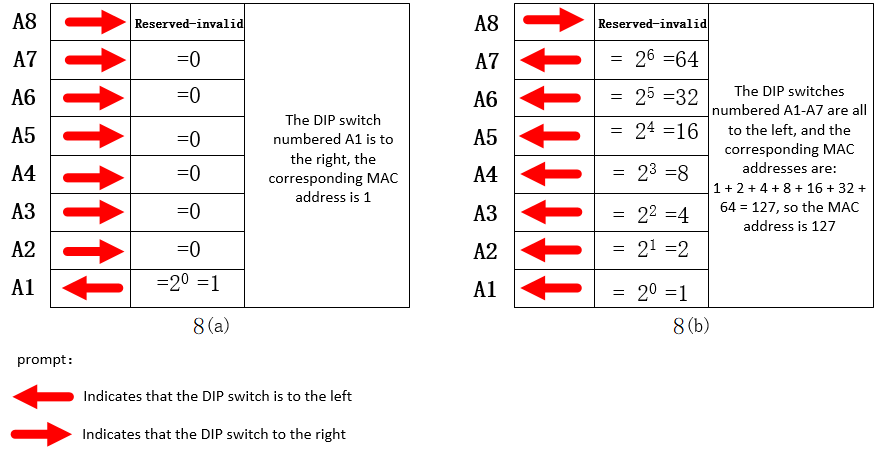 A8 Reserved-invalid
A7 =0
A6 =0
A5 =0
A4 =0
A3 =0
A2 =0
A1 =2⁰ =1
The DIP switch
numbered A1 is to
the right, the
corresponding MAC
address is 1
8(a)
A8 Reserved-invalid
A7 = 2⁶ =64
A6 = 2⁵ =32
A5 = 2⁴ =16
A4 = 2³ =8
A3 = 2² =4
A2 = 2¹ =2
A1 = 2⁰ =1
The DIP switches
numbered A1-A7 are all
to the left, and the
corresponding MAC
addresses are:
1 + 2 + 4 + 8 + 16 + 32 +
64 = 127, so the MAC
address is 127
8(b)
prompt：
Indicates that the DIP switch is to the left
Indicates that the DIP switch to the right